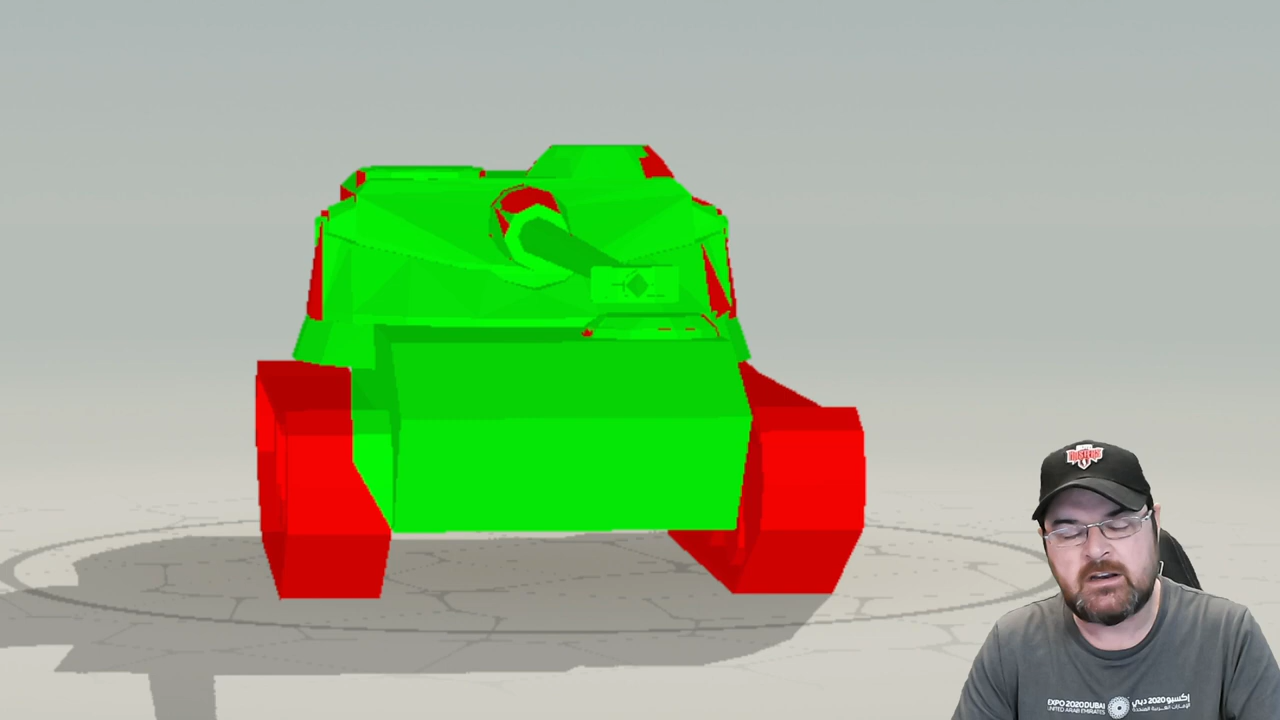 EXPO 2020 DUBAI
UNITED ARAB EMIRATES
إكسبو 2020 دبي
الإمارات العربية المتحدة